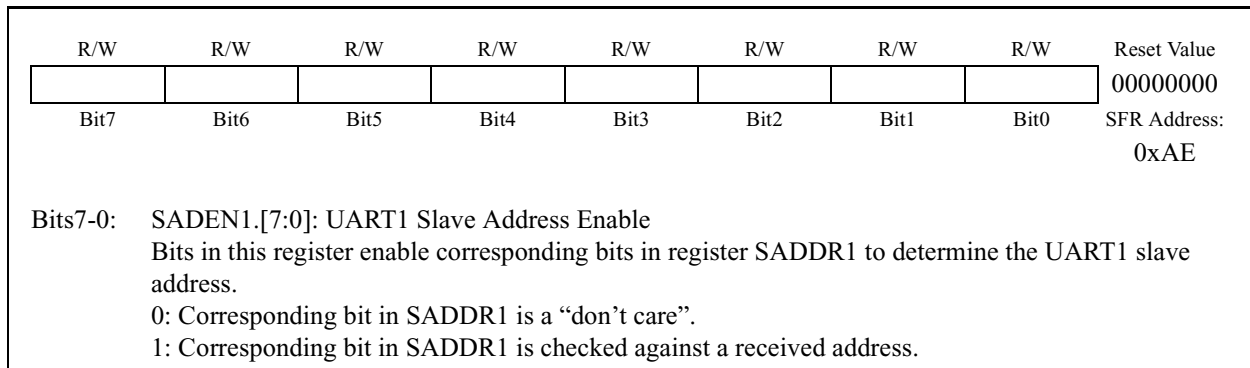 R/W R/W R/W R/W R/W R/W R/W R/W Reset Value
00000000
Bit7 Bit6 Bit5 Bit4 Bit3 Bit2 Bit1 Bit0 SFR Address:
0xAE
Bits7-0: SADEN1.[7:0]: UART1 Slave Address Enable
Bits in this register enable corresponding bits in register SADDR1 to determine the UART1 slave
address.
0: Corresponding bit in SADDR1 is a “don’t care”.
1: Corresponding bit in SADDR1 is checked against a received address.